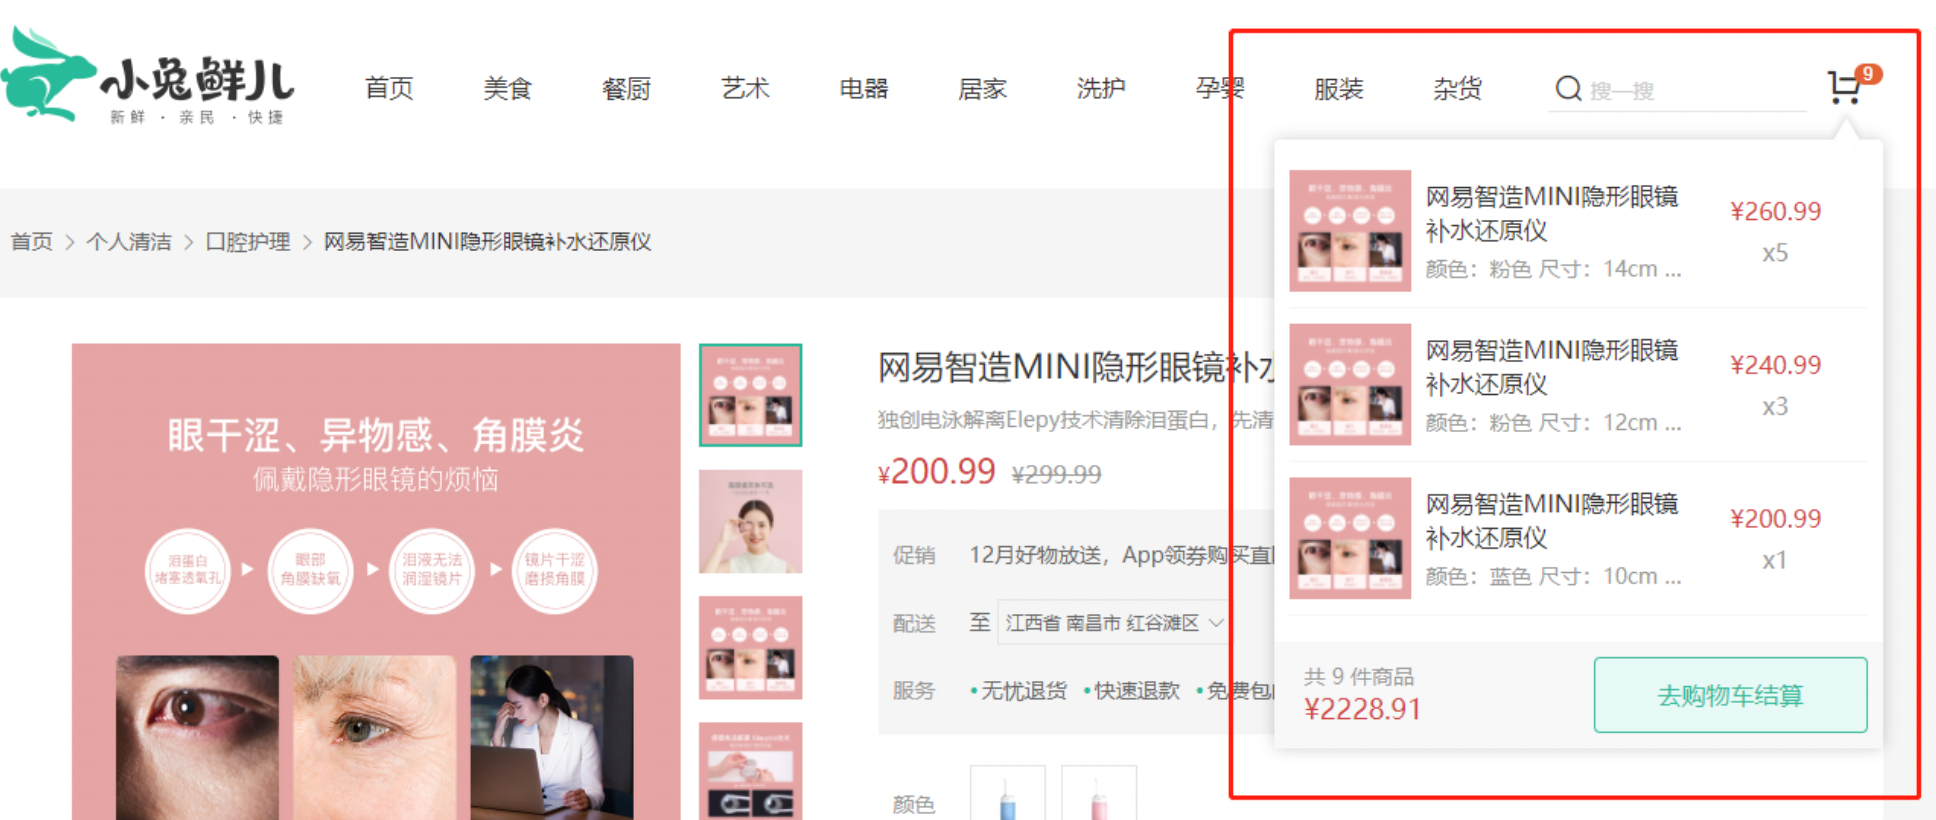 小兔鲜儿
新鲜 · 亲民 · 快捷
首页 美食 餐厨 艺术 电器 居家 洗护 孕婴 服装 杂货
搜一搜
9
首页 > 个人清洁 > 口腔护理 > 网易智造MINI隐形眼镜补水还原仪
眼干涩、异物感、角膜炎
佩戴隐形眼镜的烦恼
泪蛋白
堵塞透氧孔
眼部
角膜缺氧
泪液无法
润湿镜片
镜片干涩
磨损角膜
网易智造MINI隐形眼镜补水
独创电泳解离Elepy技术清除泪蛋白，先清
¥200.99 ¥299.99
促销 12月好物放送，App领券购买直
配送 至 江西省 南昌市 红谷滩区
服务 •无忧退货 •快速退款 •免费包
颜色
网易智造MINI隐形眼镜
补水还原仪
颜色：粉色 尺寸：14cm ...
¥260.99
x5
网易智造MINI隐形眼镜
补水还原仪
颜色：粉色 尺寸：12cm ...
¥240.99
x3
网易智造MINI隐形眼镜
补水还原仪
颜色：蓝色 尺寸：10cm ...
¥200.99
x1
共 9 件商品
¥2228.91
去购物车结算